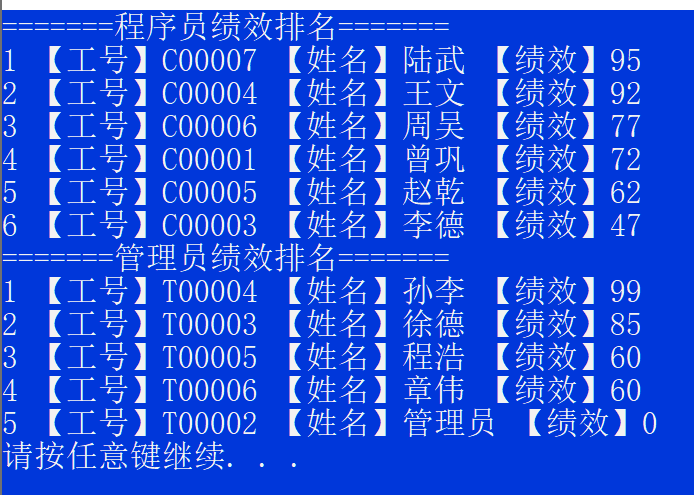 =======程序员绩效排名=======
1 【工号】C00007 【姓名】陆武 【绩效】95
2 【工号】C00004 【姓名】王文 【绩效】92
3 【工号】C00006 【姓名】周吴 【绩效】77
4 【工号】C00001 【姓名】曾巩 【绩效】72
5 【工号】C00005 【姓名】赵乾 【绩效】62
6 【工号】C00003 【姓名】李德 【绩效】47
=======管理员绩效排名=======
1 【工号】T00004 【姓名】孙李 【绩效】99
2 【工号】T00003 【姓名】徐德 【绩效】85
3 【工号】T00005 【姓名】程浩 【绩效】60
4 【工号】T00006 【姓名】章伟 【绩效】60
5 【工号】T00002 【姓名】管理员 【绩效】0
请按任意键继续. . .